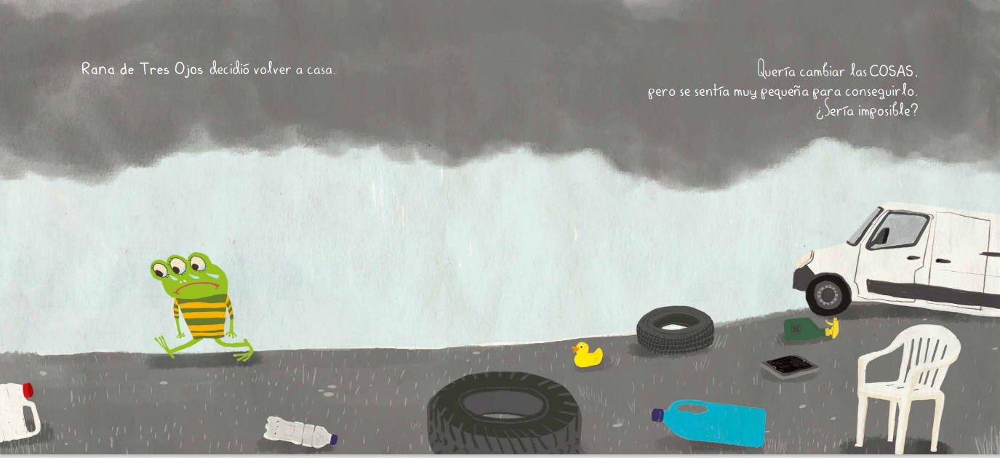 Rana de Tres Ojos decidió volver a casa.
Quería cambiar las COSAS,
pero se sentía muy pequeña para conseguirlo.
¿Sería imposible?